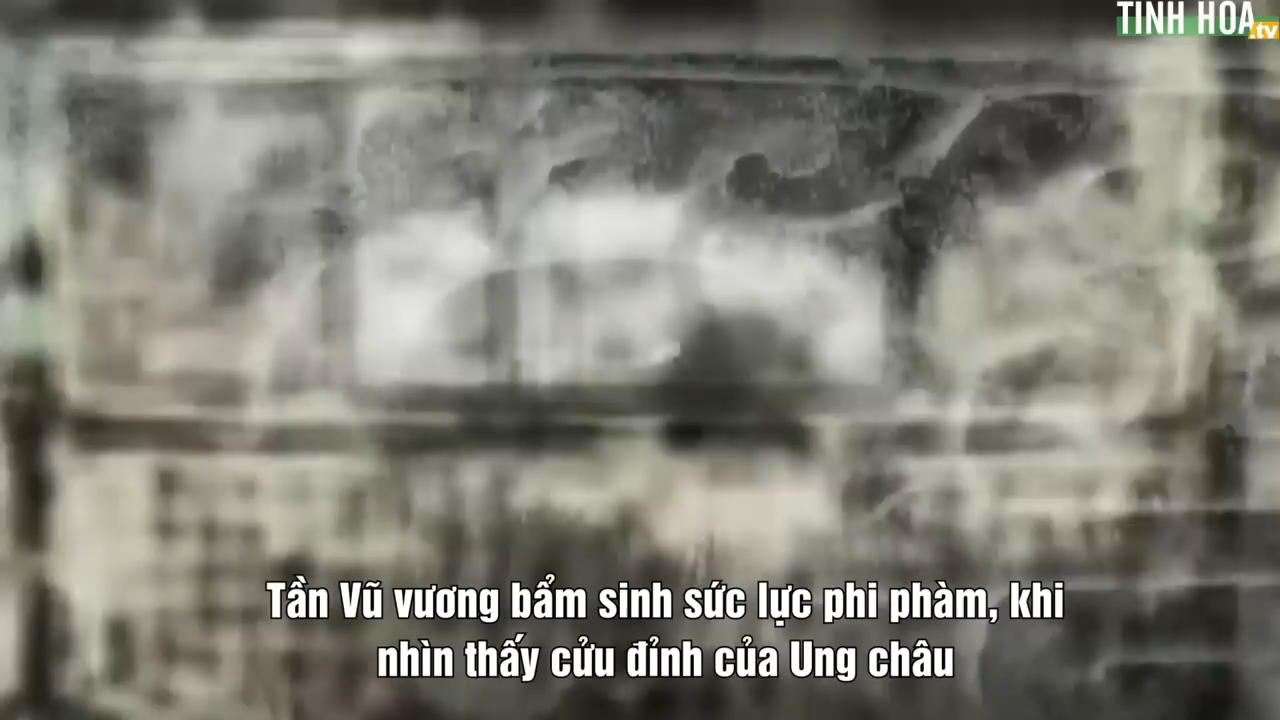 TINH HOA.tv
Tần Vũ vương bẩm sinh sức lực phi phàm, khi
nhìn thấy cửu đỉnh của Ung châu